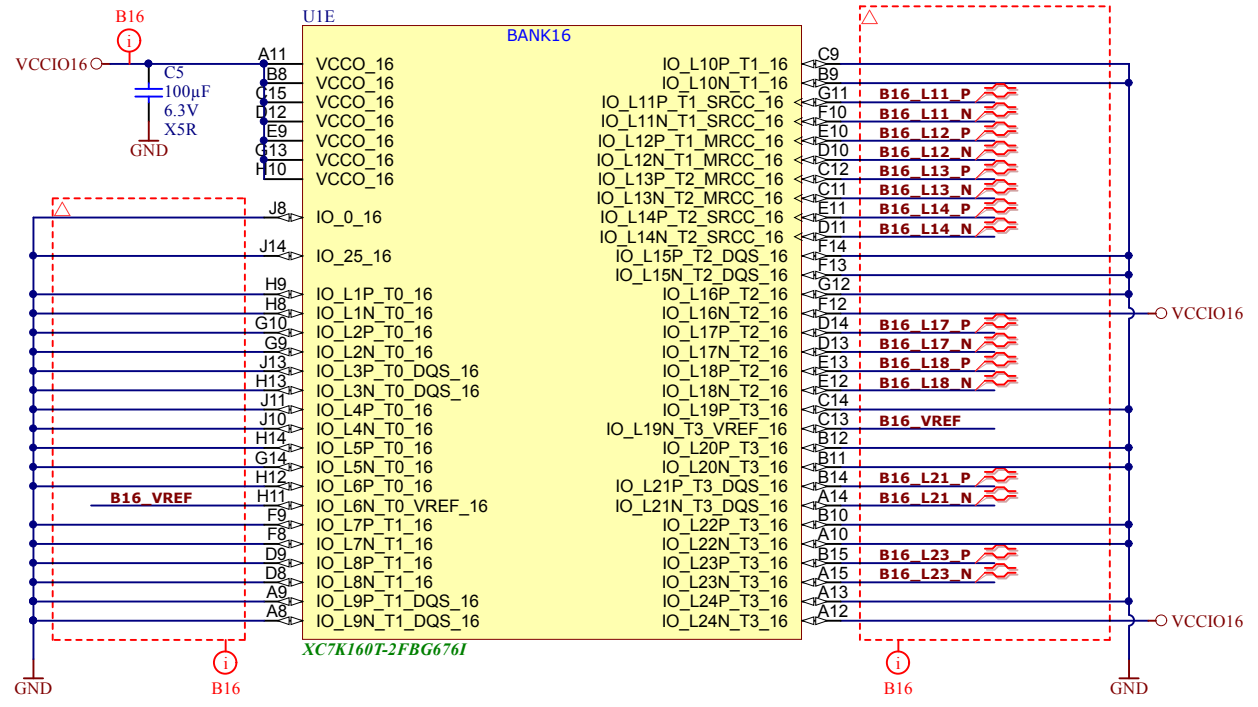 B16
U1E
BANK16
VCCIO16
C5
100µF
6.3V
X5R
GND
A11 VCCO_16
B8 VCCO_16
C15 VCCO_16
D12 VCCO_16
E9 VCCO_16
G13 VCCO_16
H10 VCCO_16
J8 IO_0_16
J14 IO_25_16
H9 IO_L1P_T0_16
H8 IO_L1N_T0_16
G10 IO_L2P_T0_16
G9 IO_L2N_T0_16
J13 IO_L3P_T0_DQS_16
H13 IO_L3N_T0_DQS_16
J11 IO_L4P_T0_16
J10 IO_L4N_T0_16
H14 IO_L5P_T0_16
G14 IO_L5N_T0_16
H12 IO_L6P_T0_16
B16_VREF H11 IO_L6N_T0_VREF_16
F9 IO_L7P_T1_16
F8 IO_L7N_T1_16
D9 IO_L8P_T1_16
D8 IO_L8N_T1_16
A9 IO_L9P_T1_DQS_16
A8 IO_L9N_T1_DQS_16
IO_L10P_T1_16 C9
IO_L10N_T1_16 B9
IO_L11P_T1_SRCC_16 G11 B16_L11_P
IO_L11N_T1_SRCC_16 F10 B16_L11_N
IO_L12P_T1_MRCC_16 E10 B16_L12_P
IO_L12N_T1_MRCC_16 D10 B16_L12_N
IO_L13P_T2_MRCC_16 C12 B16_L13_P
IO_L13N_T2_MRCC_16 C11 B16_L13_N
IO_L14P_T2_SRCC_16 E11 B16_L14_P
IO_L14N_T2_SRCC_16 D11 B16_L14_N
IO_L15P_T2_DQS_16 F14
IO_L15N_T2_DQS_16 F13
IO_L16P_T2_16 G12
IO_L16N_T2_16 F12 VCCIO16
IO_L17P_T2_16 D14 B16_L17_P
IO_L17N_T2_16 D13 B16_L17_N
IO_L18P_T2_16 E13 B16_L18_P
IO_L18N_T2_16 E12 B16_L18_N
IO_L19P_T3_16 C14
IO_L19N_T3_VREF_16 C13 B16_VREF
IO_L20P_T3_16 B12
IO_L20N_T3_16 B11
IO_L21P_T3_DQS_16 B14 B16_L21_P
IO_L21N_T3_DQS_16 A14 B16_L21_N
IO_L22P_T3_16 B10
IO_L22N_T3_16 A10
IO_L23P_T3_16 B15 B16_L23_P
IO_L23N_T3_16 A15 B16_L23_N
IO_L24P_T3_16 A13
IO_L24N_T3_16 A12 VCCIO16
XC7K160T-2FBG676I
GND
i
B16
i
B16
GND